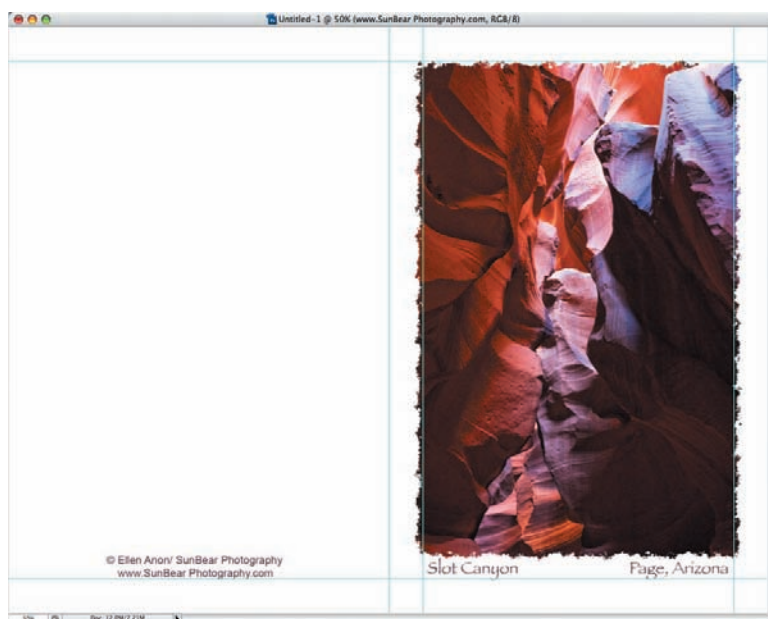 Untitled-1 @ 50% (www.SunBear Photography.com, RGB/8)
© Ellen Anon/ SunBear Photography
www.SunBear Photography.com
Slot Canyon Page, Arizona